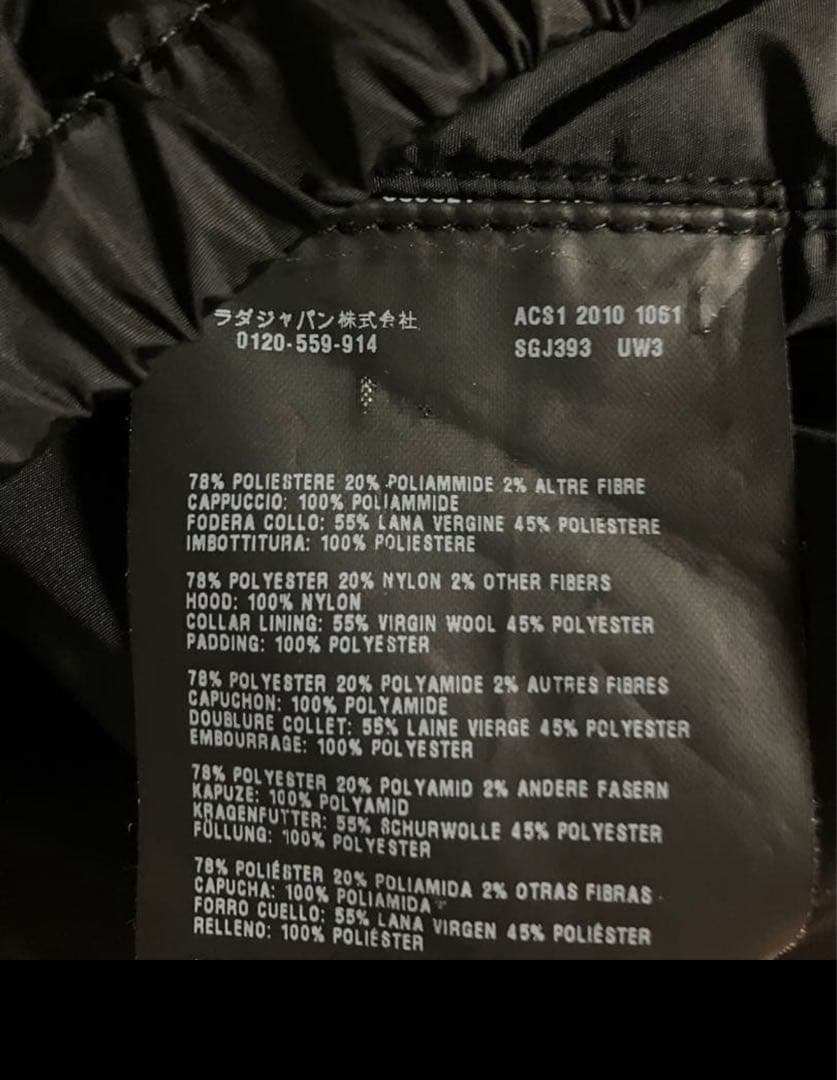 ラダジャパン株式会社
0120-559-914
ACS1 2010 1061
SGJ393 UW3
78% POLIESTERE 20% POLIAMMIDE 2% ALTRE FIBRE
CAPPUCCIO: 100% POLIAMMIDE
FODERA COLLO: 55% LANA VERGINE 45% POLIESTERE
IMBOTTITURA: 100% POLIESTERE
78% POLYESTER 20% NYLON 2% OTHER FIBERS
HOOD: 100% NYLON
COLLAR LINING: 55% VIRGIN WOOL 45% POLYESTER
PADDING: 100% POLYESTER
78% POLYESTER 20% POLYAMIDE 2% AUTRES FIBRES
CAPUCHON: 100% POLYAMIDE
DOUBLURE COLLET: 55% LAINE VIERGE 45% POLYESTER
EMBOURRAGE: 100% POLYESTER
78% POLYESTER 20% POLYAMID 2% ANDERE FASERN
KAPUZE: 100% POLYAMID
KRAGENFUTTER: 55% SCHURWOLLE 45% POLYESTER
FÜLLUNG: 100% POLYESTER
78% POLIÉSTER 20% POLIAMIDA 2% OTRAS FIBRAS
CAPUCHA: 100% POLIAMIDA
FORRO CUELLO: 55% LANA VIRGEN 45% POLIÉSTER
RELLENO: 100% POLIÉSTER